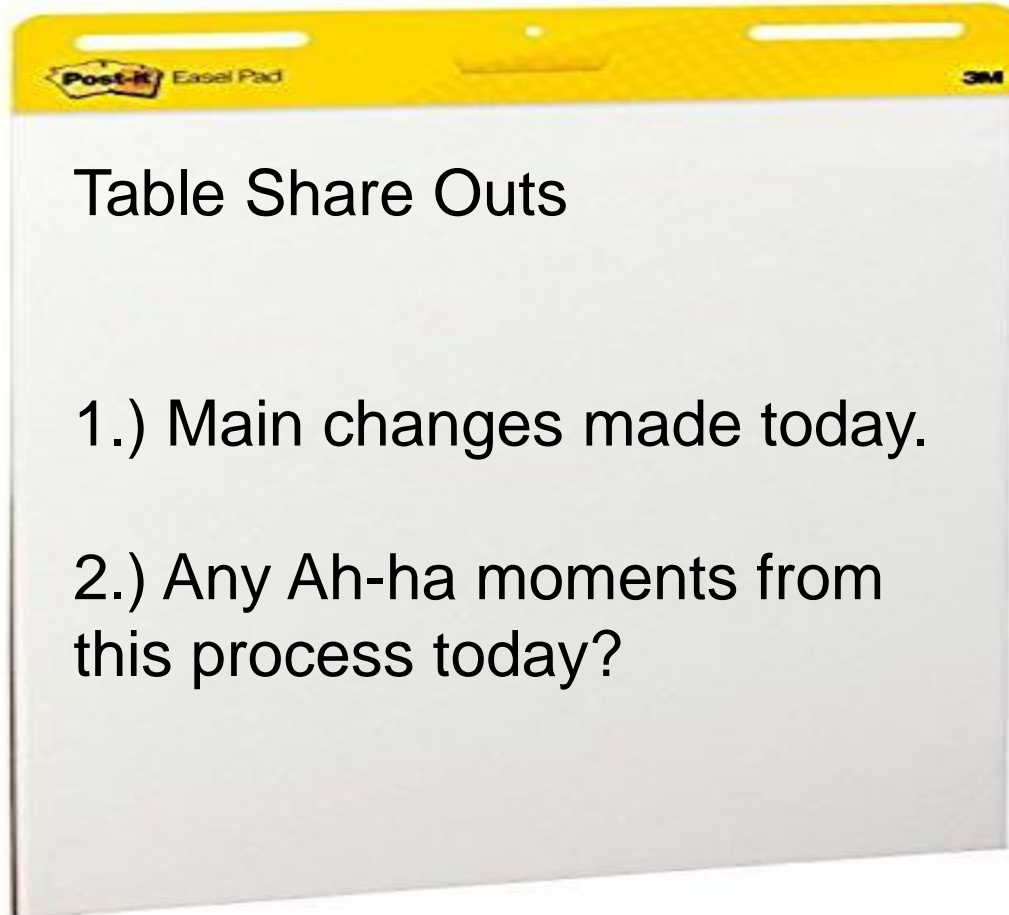 Post-it Easel Pad
3M
Table Share Outs
1.) Main changes made today.
2.) Any Ah-ha moments from
this process today?